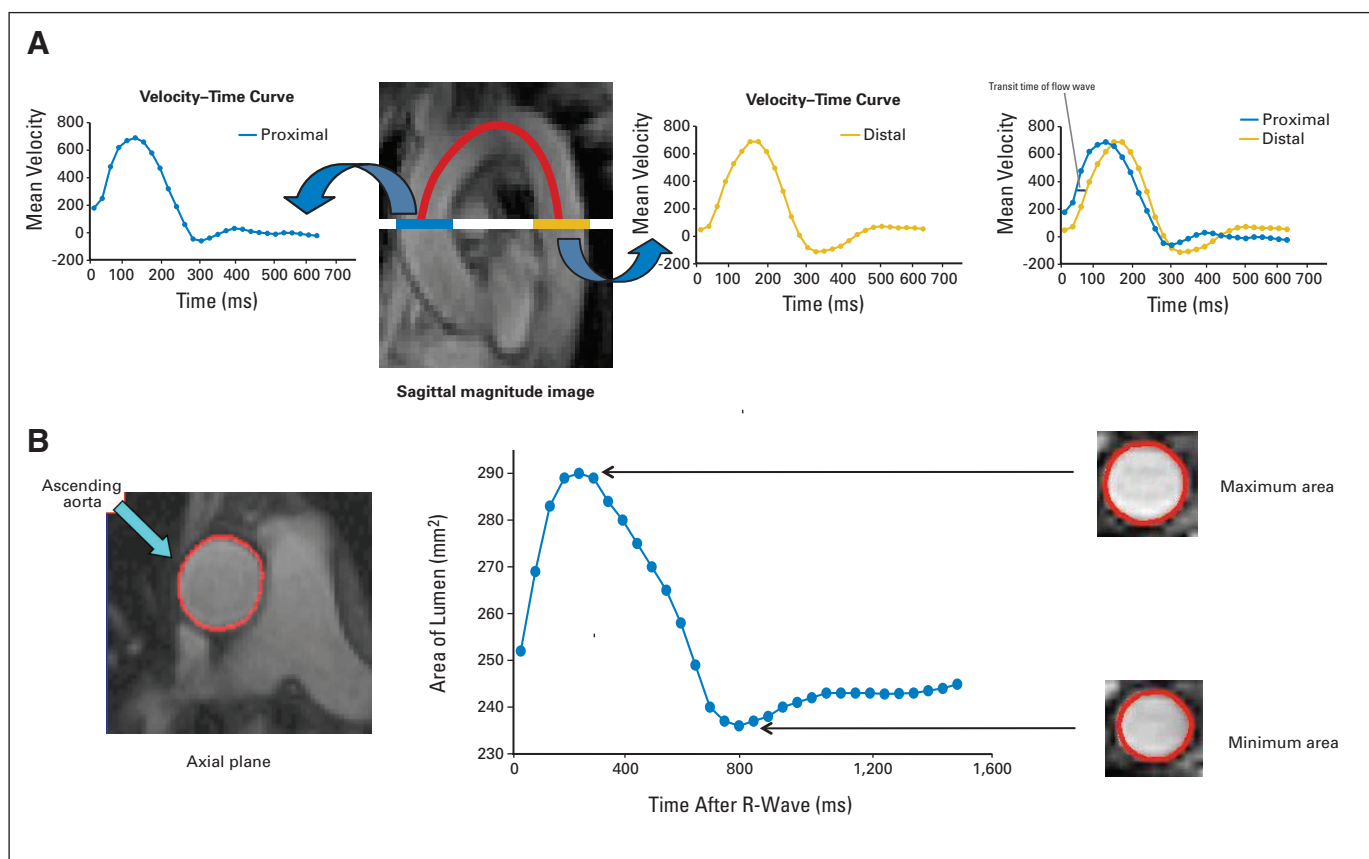 A
Velocity–Time Curve
Proximal
Mean Velocity
800
600
400
200
0
-200
0 100 200 300 400 500 600 700
Time (ms)
Sagittal magnitude image
Velocity–Time Curve
Distal
Mean Velocity
800
600
400
200
0
-200
0 100 200 300 400 500 600 700
Time (ms)
Transit time of flow wave
Proximal
Distal
Mean Velocity
800
600
400
200
0
-200
0 100 200 300 400 500 600 700
Time (ms)
B
Ascending
aorta
Axial plane
Area of Lumen (mm²)
290
280
270
260
250
240
230
0 400 800 1,200 1,600
Time After R-Wave (ms)
Maximum area
Minimum area